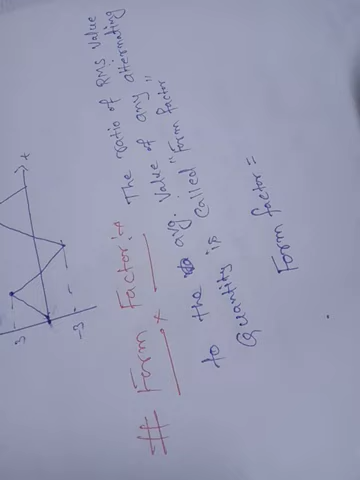 3
-3
t
# Form Factor :-
The ratio of RMS value
to the avg. value of any alternating
Quantity is called "Form factor"
Form factor =